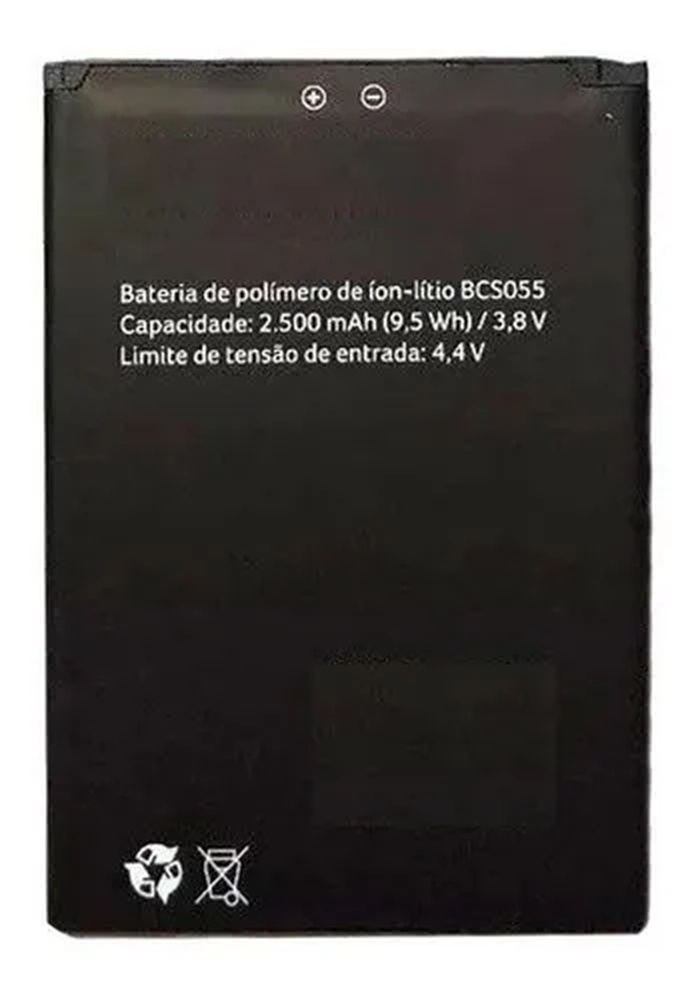 Bateria de polímero de íon-lítio BCS055
Capacidade: 2.500 mAh (9,5 Wh) / 3,8 V
Limite de tensão de entrada: 4,4 V